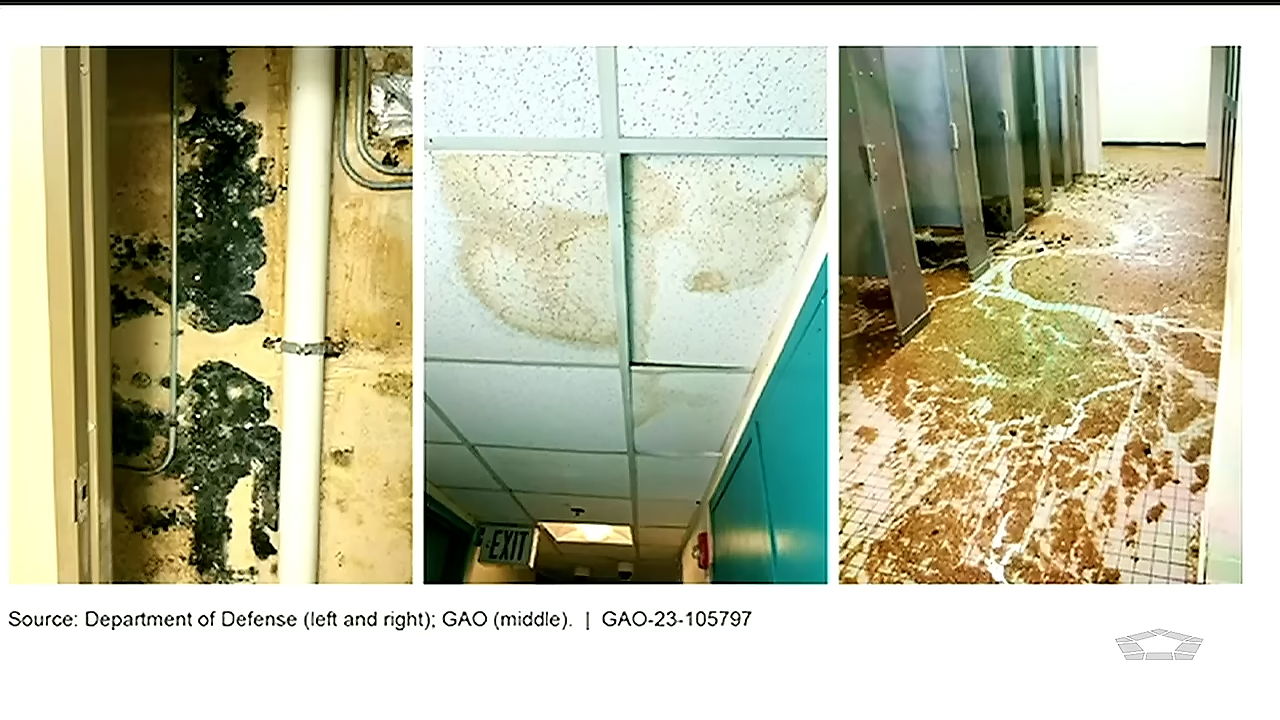 EXIT
Source: Department of Defense (left and right); GAO (middle). | GAO-23-105797